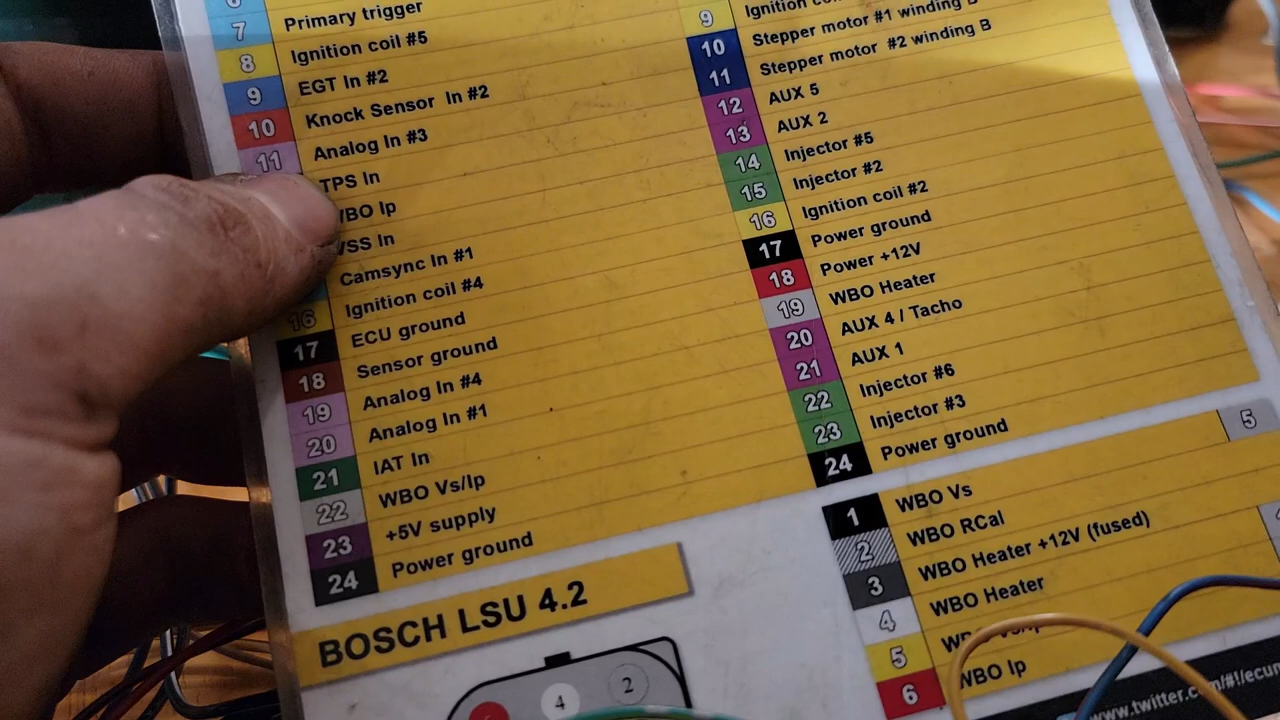 7 Primary trigger
8 Ignition coil #5
9 EGT In #2
10 Knock Sensor In #2
11 Analog In #3
TPS In
WBO Ip
VSS In
Camsync In #1
16 Ignition coil #4
17 ECU ground
18 Sensor ground
19 Analog In #4
20 Analog In #1
21 IAT In
22 WBO Vs/Ip
23 +5V supply
24 Power ground
9 Ignition
10 Stepper motor #1 winding B
11 Stepper motor #2 winding B
12 AUX 5
13 AUX 2
14 Injector #5
15 Injector #2
16 Ignition coil #2
17 Power ground
18 Power +12V
19 WBO Heater
20 AUX 4 / Tacho
21 AUX 1
22 Injector #6
23 Injector #3
24 Power ground
BOSCH LSU 4.2
4 2
1 WBO Vs
2 WBO RCal
3 WBO Heater +12V (fused)
4 WBO Heater
5
6 WBO Ip
5
www.twitter.com/#!/ecum